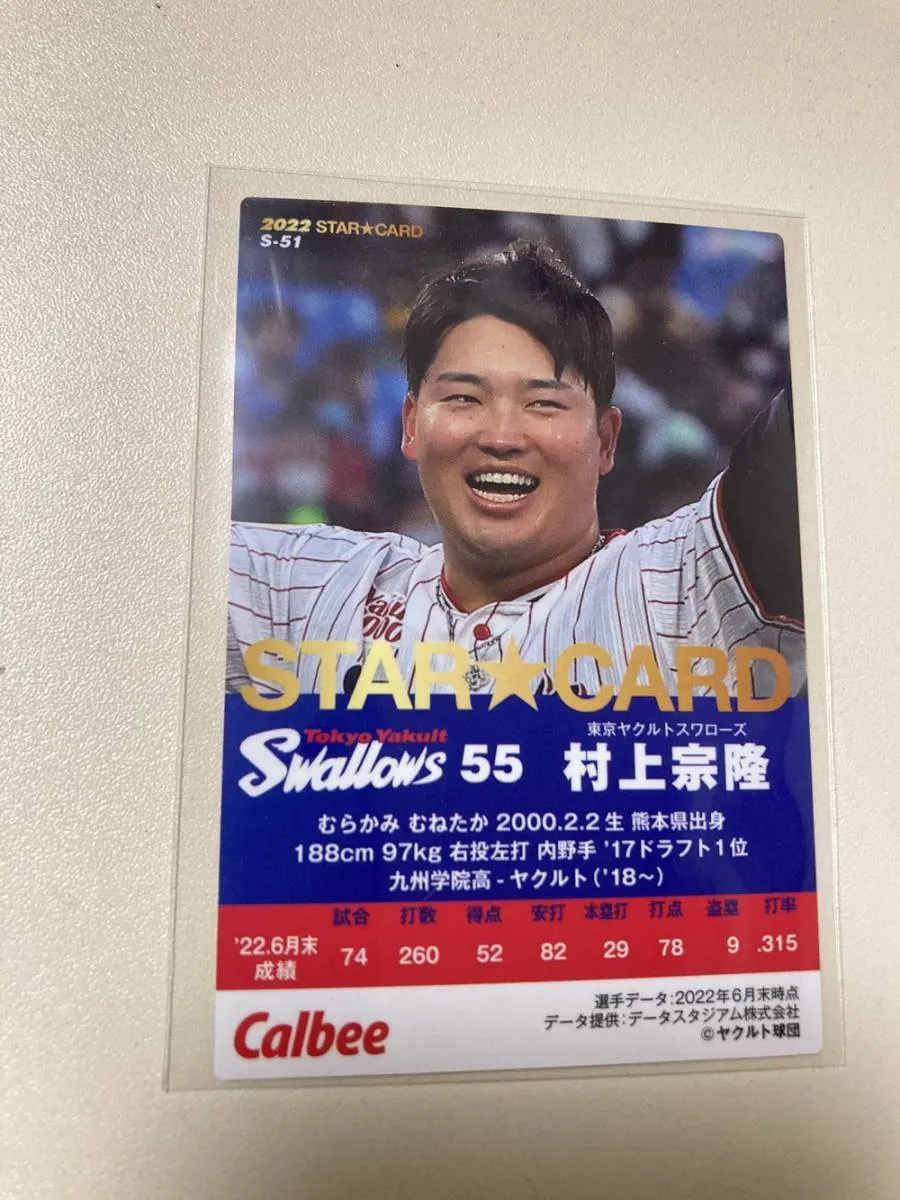 2022 STAR★CARD
S-51
STAR★CARD
東京ヤクルトスワローズ
Tokyo Yakult
Swallows 55 村上宗隆
むらかみ むねたか 2000.2.2生 熊本県出身
188cm 97kg 右投左打 内野手 '17ドラフト1位
九州学院高-ヤクルト('18〜)
試合 打数 得点 安打 本塁打 打点 盗塁 打率
'22.6月末
成績 74 260 52 82 29 78 9 .315
選手データ:2022年6月末時点
データ提供:データスタジアム株式会社
©ヤクルト球団
Calbee